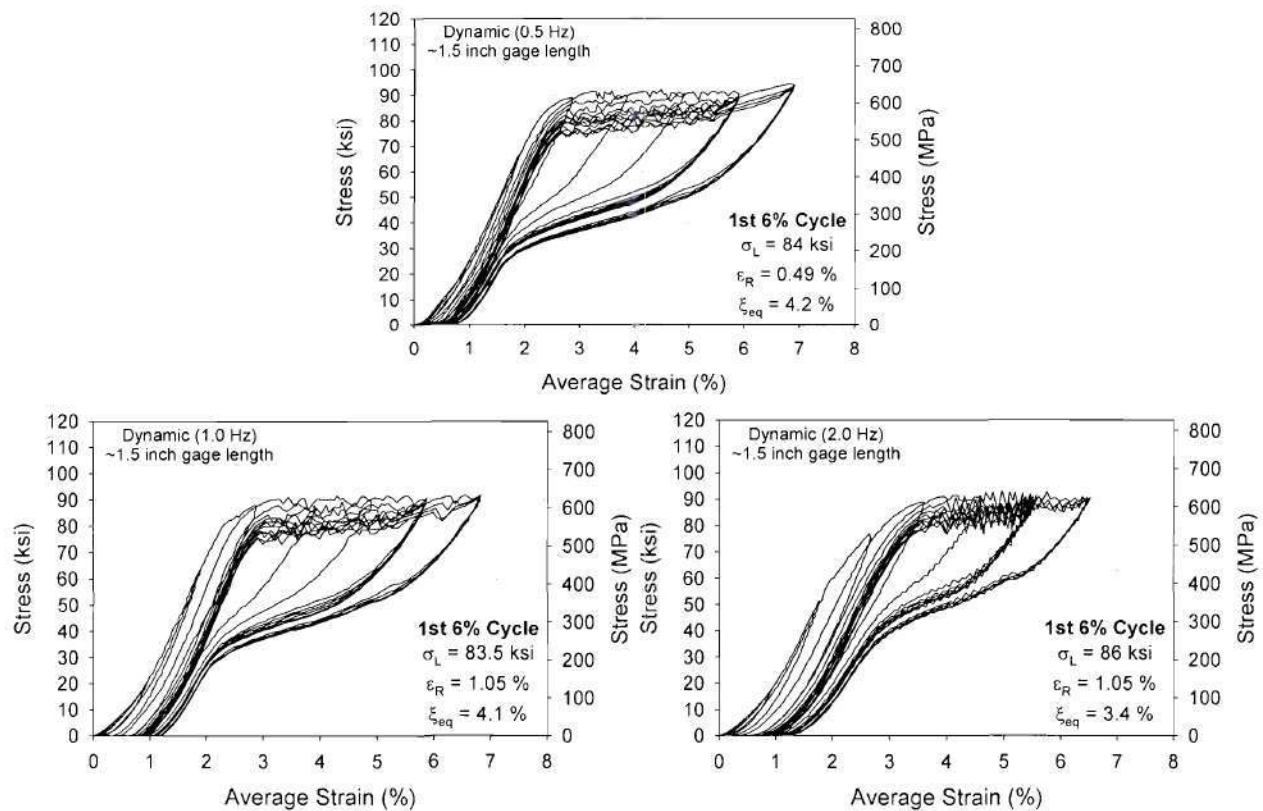 Dynamic (0.5 Hz)
~1.5 inch gage length
120
110
100
90
80
70
60
50
40
30
20
10
0
Stress (ksi)
800
700
600
500
400
300
200
100
0
Stress (MPa)
1st 6% Cycle
σL = 84 ksi
εR = 0.49 %
ξeq = 4.2 %
0 1 2 3 4 5 6 7 8
Average Strain (%)
Dynamic (1.0 Hz)
~1.5 inch gage length
120
110
100
90
80
70
60
50
40
30
20
10
0
Stress (ksi)
800
700
600
500
400
300
200
100
0
Stress (MPa)
1st 6% Cycle
σL = 83.5 ksi
εR = 1.05 %
ξeq = 4.1 %
0 1 2 3 4 5 6 7 8
Average Strain (%)
Dynamic (2.0 Hz)
~1.5 inch gage length
120
110
100
90
80
70
60
50
40
30
20
10
0
Stress (ksi)
800
700
600
500
400
300
200
100
0
Stress (MPa)
1st 6% Cycle
σL = 86 ksi
εR = 1.05 %
ξeq = 3.4 %
0 1 2 3 4 5 6 7 8
Average Strain (%)